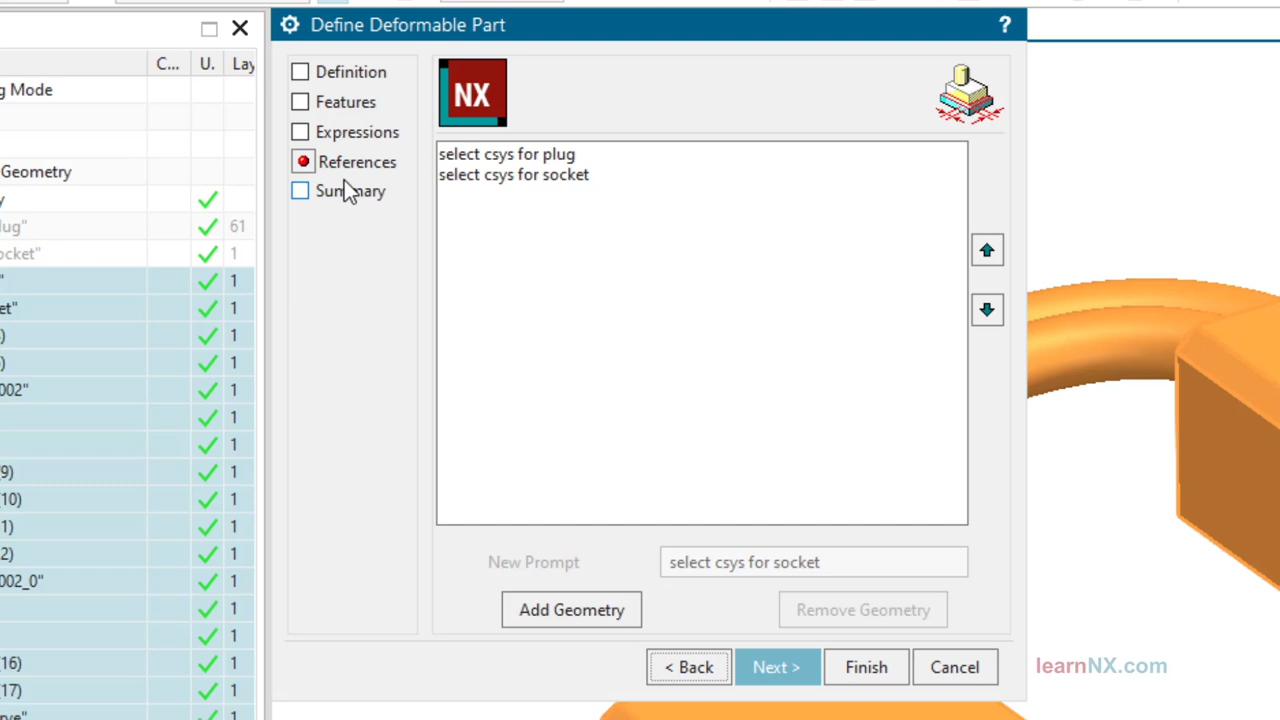 Define Deformable Part
?
C... U. Lay
g Mode
Geometry
y
lug" 61
ocket" 1
" 1
et" 1
) 1
) 1
002" 1
1
1
(9) 1
(10) 1
1) 1
2) 1
002_0" 1
1
1
(16) 1
(17) 1
rve" 1
Definition
Features
Expressions
References
Summary
NX
select csys for plug
select csys for socket
New Prompt select csys for socket
Add Geometry Remove Geometry
< Back Next > Finish Cancel
learnNX.com